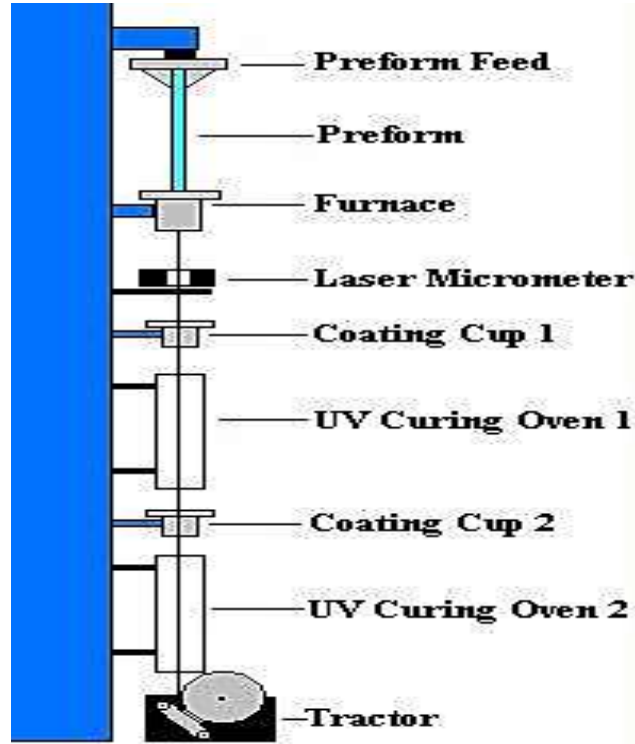 Preform Feed
Preform
Furnace
Laser Micrometer
Coating Cup 1
UV Curing Oven 1
Coating Cup 2
UV Curing Oven 2
Tractor